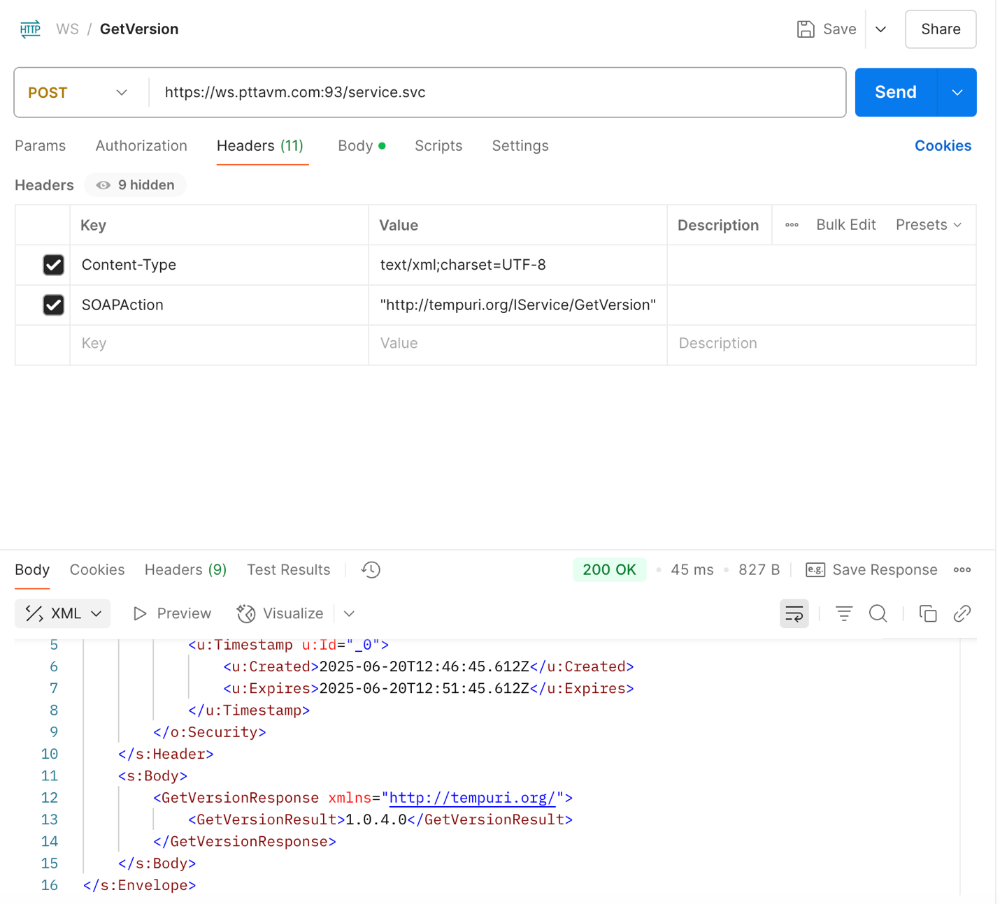 HTTP WS / GetVersion Save Share
POST https://ws.pttavm.com:93/service.svc Send
Params Authorization Headers (11) Body Scripts Settings Cookies
Headers 9 hidden
Key Value Description Bulk Edit Presets
Content-Type text/xml;charset=UTF-8
SOAPAction "http://tempuri.org/IService/GetVersion"
Key Value Description
Body Cookies Headers (9) Test Results 200 OK 45 ms 827 B e.g. Save Response
XML Preview Visualize
5 <u:Timestamp u:Id="_0">
6 <u:Created>2025-06-20T12:46:45.612Z</u:Created>
7 <u:Expires>2025-06-20T12:51:45.612Z</u:Expires>
8 </u:Timestamp>
9 </o:Security>
10 </s:Header>
11 <s:Body>
12 <GetVersionResponse xmlns="http://tempuri.org/">
13 <GetVersionResult>1.0.4.0</GetVersionResult>
14 </GetVersionResponse>
15 </s:Body>
16 </s:Envelope>